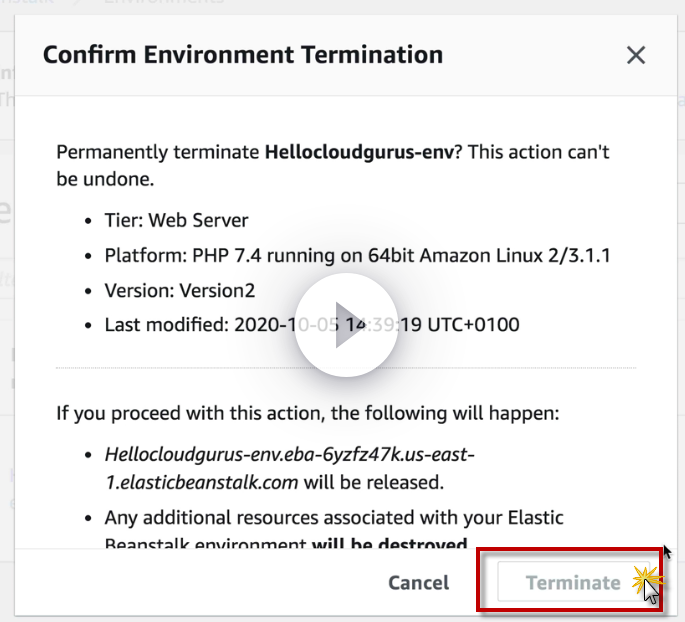 Environments
Confirm Environment Termination
Permanently terminate Hellocloudgurus-env? This action can't
be undone.
• Tier: Web Server
• Platform: PHP 7.4 running on 64bit Amazon Linux 2/3.1.1
• Version: Version2
• Last modified: 2020-10-05 14:39:19 UTC+0100
If you proceed with this action, the following will happen:
• Hellocloudgurus-env.eba-6yzfz47k.us-east-
1.elasticbeanstalk.com will be released.
• Any additional resources associated with your Elastic
Beanstalk environment will be destroyed
Cancel
Terminate